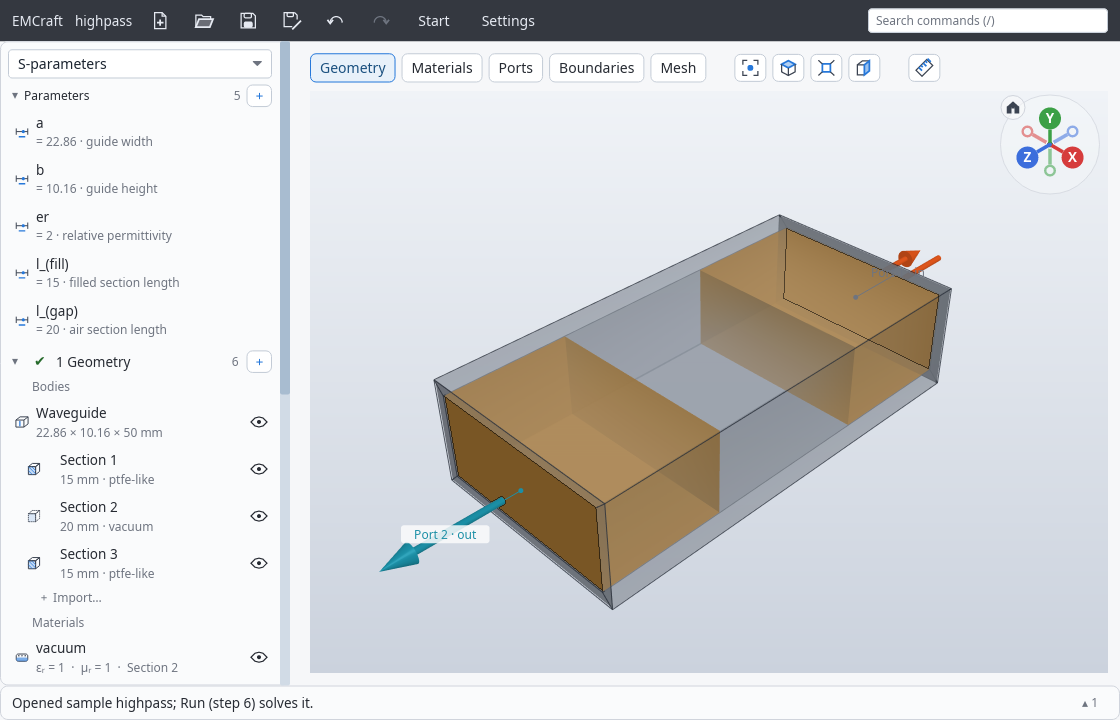 EMCraft highpass Start Settings Search commands (/)
S-parameters
Geometry Materials Ports Boundaries Mesh
Parameters 5 +
a
= 22.86 · guide width
b
= 10.16 · guide height
er
= 2 · relative permittivity
l_(fill)
= 15 · filled section length
l_(gap)
= 20 · air section length
✔ 1 Geometry 6 +
Bodies
Waveguide
22.86 × 10.16 × 50 mm
Section 1
15 mm · ptfe-like
Section 2
20 mm · vacuum
Section 3
15 mm · ptfe-like
+ Import...
Materials
vacuum
εᵣ = 1 · μᵣ = 1 · Section 2
Y
Z X
Port 2 · out
Opened sample highpass; Run (step 6) solves it. ▴ 1